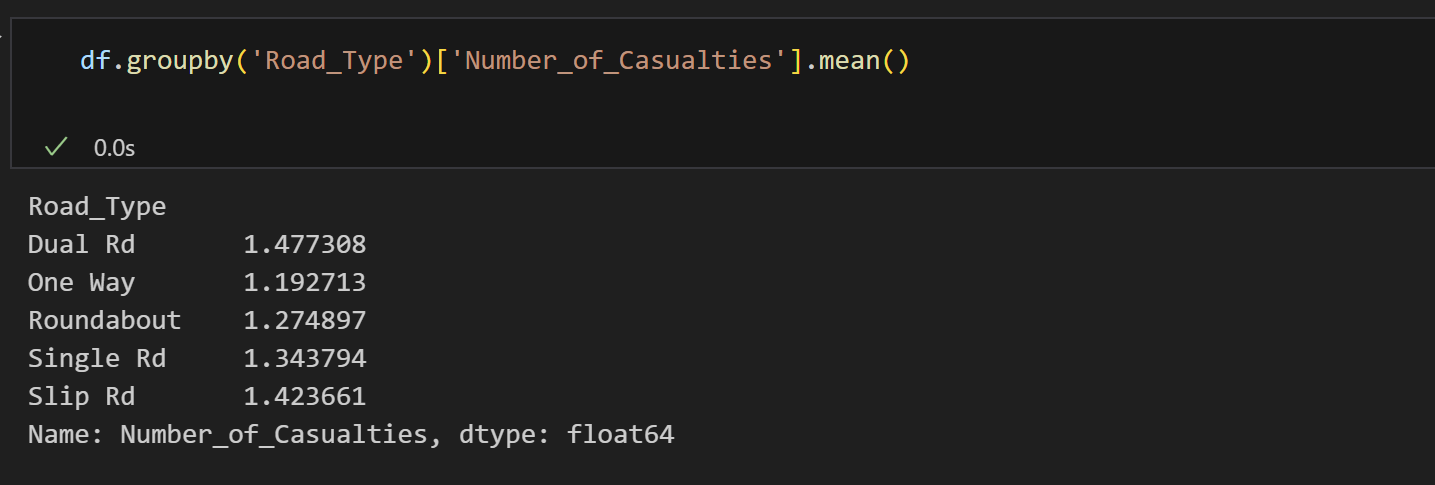 df.groupby('Road_Type')['Number_of_Casualties'].mean()
✓ 0.0s
Road_Type
Dual Rd 1.477308
One Way 1.192713
Roundabout 1.274897
Single Rd 1.343794
Slip Rd 1.423661
Name: Number_of_Casualties, dtype: float64